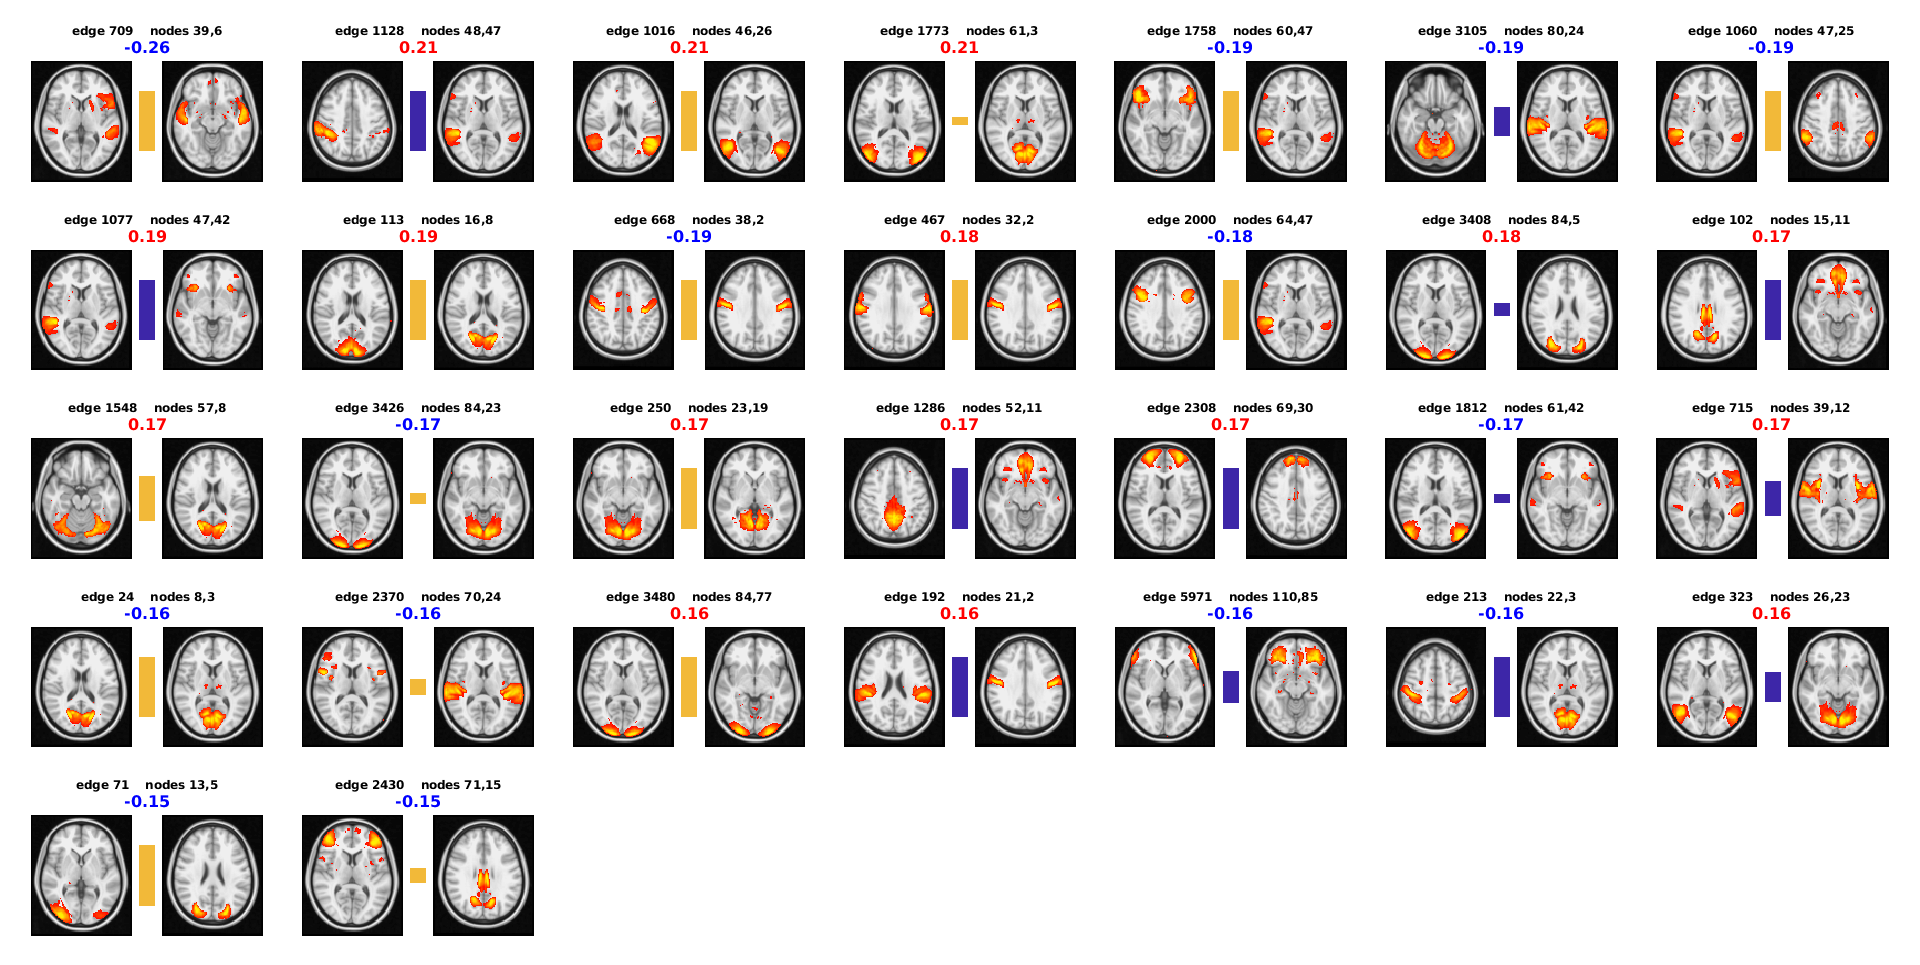 edge 709 nodes 39,6
-0.26
edge 1128 nodes 48,47
0.21
edge 1016 nodes 46,26
0.21
edge 1773 nodes 61,3
0.21
edge 1758 nodes 60,47
-0.19
edge 3105 nodes 80,24
-0.19
edge 1060 nodes 47,25
-0.19
edge 1077 nodes 47,42
0.19
edge 113 nodes 16,8
0.19
edge 668 nodes 38,2
-0.19
edge 467 nodes 32,2
0.18
edge 2000 nodes 64,47
-0.18
edge 3408 nodes 84,5
0.18
edge 102 nodes 15,11
0.17
edge 1548 nodes 57,8
0.17
edge 3426 nodes 84,23
-0.17
edge 250 nodes 23,19
0.17
edge 1286 nodes 52,11
0.17
edge 2308 nodes 69,30
0.17
edge 1812 nodes 61,42
-0.17
edge 715 nodes 39,12
0.17
edge 24 nodes 8,3
-0.16
edge 2370 nodes 70,24
-0.16
edge 3480 nodes 84,77
0.16
edge 192 nodes 21,2
0.16
edge 5971 nodes 110,85
-0.16
edge 213 nodes 22,3
-0.16
edge 323 nodes 26,23
0.16
edge 71 nodes 13,5
-0.15
edge 2430 nodes 71,15
-0.15